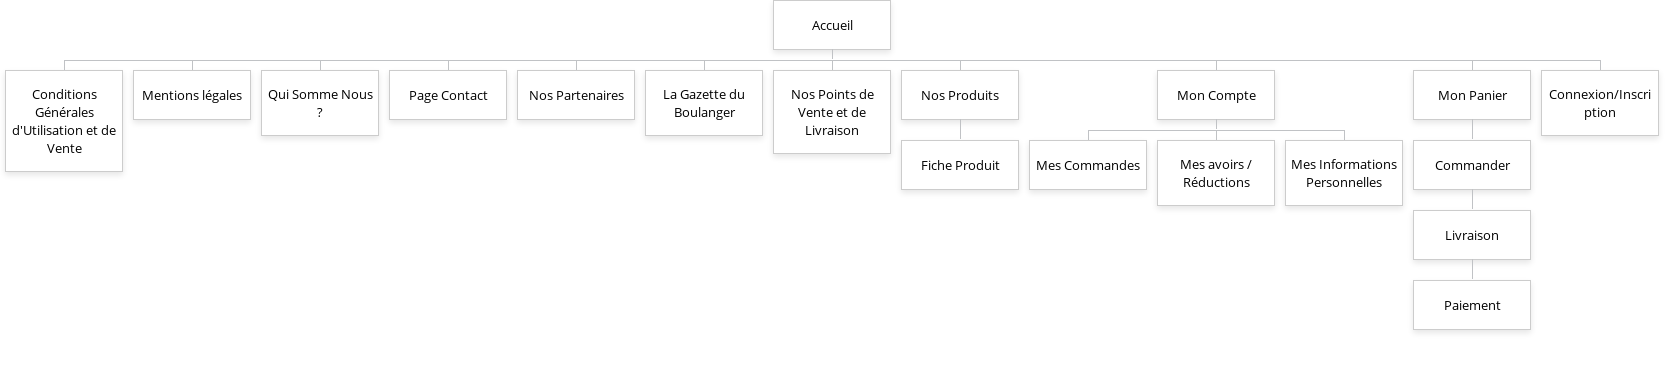 Accueil
Conditions
Générales
d'Utilisation et de
Vente
Mentions légales
Qui Somme Nous
?
Page Contact
Nos Partenaires
La Gazette du
Boulanger
Nos Points de
Vente et de
Livraison
Nos Produits
Mon Compte
Mon Panier
Connexion/Inscri
ption
Fiche Produit
Mes Commandes
Mes avoirs /
Réductions
Mes Informations
Personnelles
Commander
Livraison
Paiement